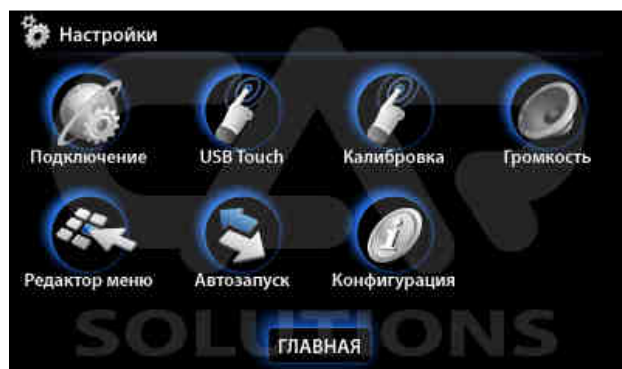 Настройки
Подключение USB Touch Калибровка Громкость
Редактор меню Автозапуск Конфигурация
SOLUTIONS
ГЛАВНАЯ